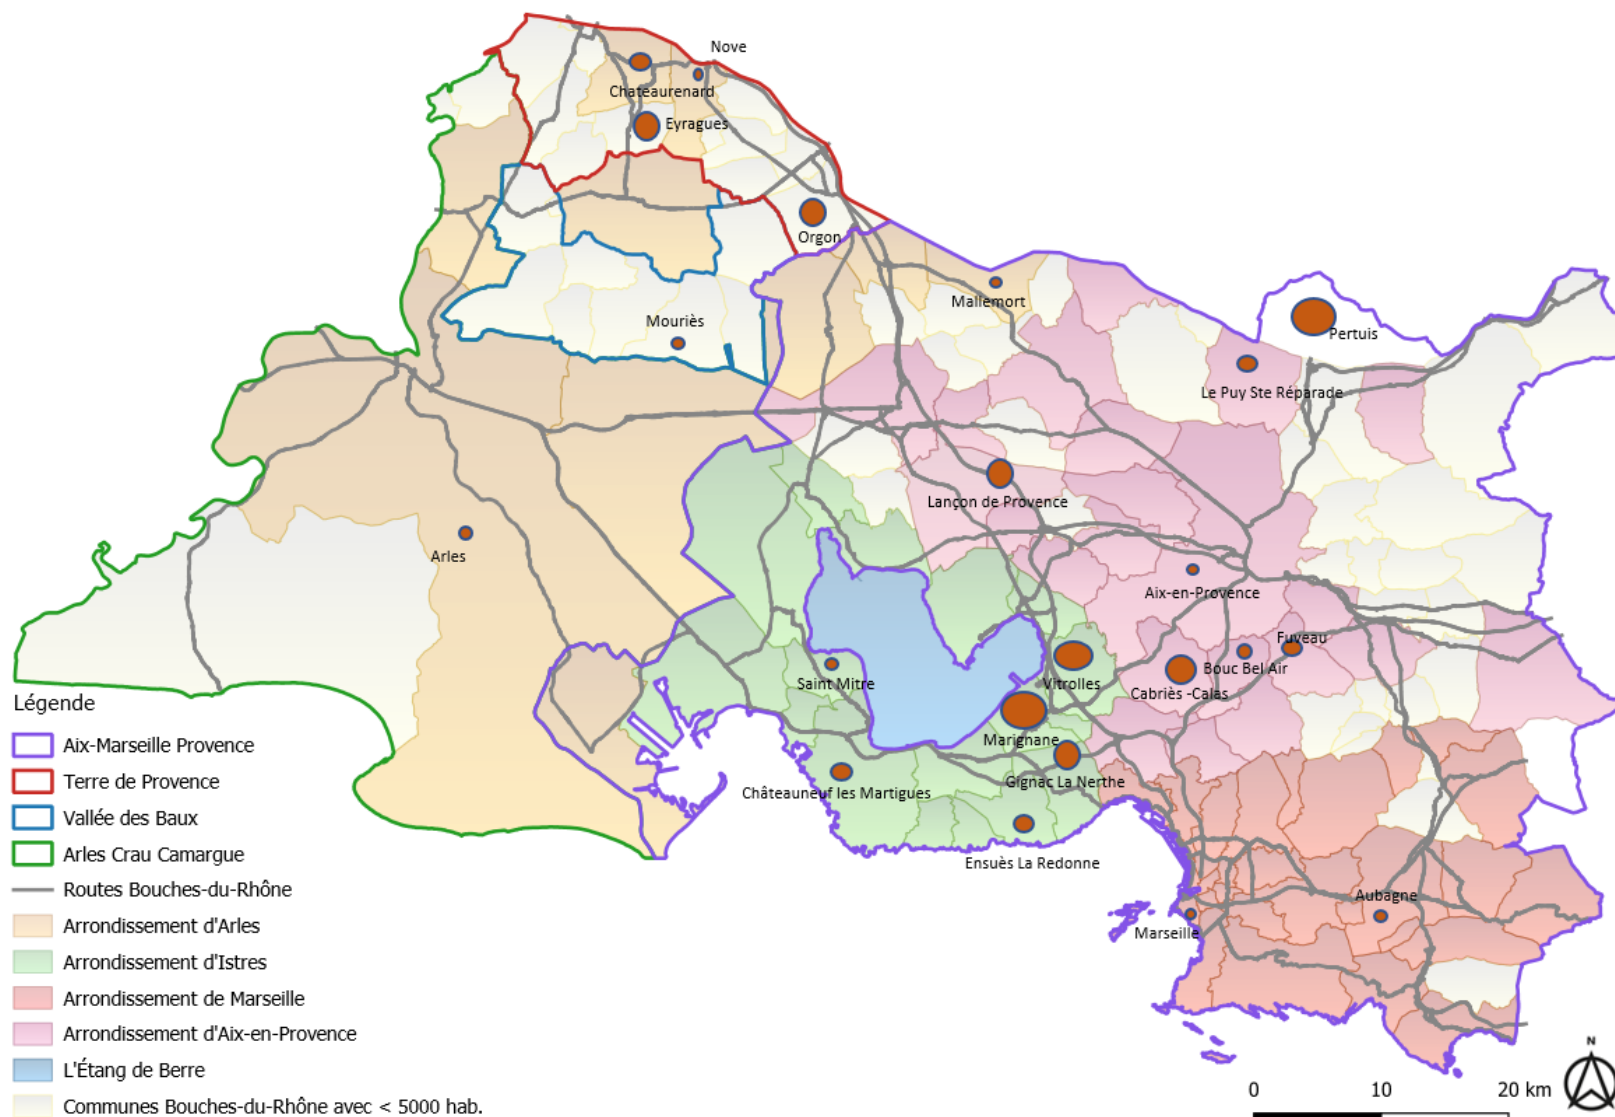 Nove
Chateaurenard
Eyragues
Orgon
Mallemort
Mouriès
Pertuis
Le Puy Ste Réparade
Lançon de Provence
Arles
Aix-en-Provence
Fuveau
Saint Mitre
Vitrolles
Bouc Bel Air
Cabriès -Calas
Marignane
Gignac La Nerthe
Châteauneuf les Martigues
Ensuès La Redonne
Aubagne
Marseille
Légende
Aix-Marseille Provence
Terre de Provence
Vallée des Baux
Arles Crau Camargue
Routes Bouches-du-Rhône
Arrondissement d'Arles
Arrondissement d'Istres
Arrondissement de Marseille
Arrondissement d'Aix-en-Provence
L'Étang de Berre
Communes Bouches-du-Rhône avec < 5000 hab.
N
0 10 20 km